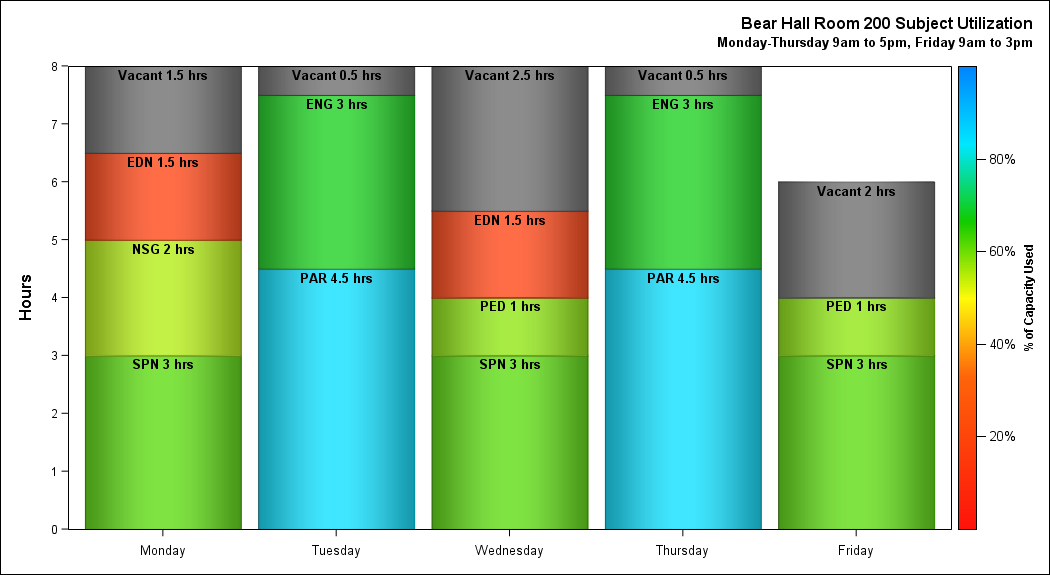 Bear Hall Room 200 Subject Utilization
Monday-Thursday 9am to 5pm, Friday 9am to 3pm
Hours
8
7
6
5
4
3
2
1
0
Vacant 1.5 hrs
EDN 1.5 hrs
NSG 2 hrs
SPN 3 hrs
Vacant 0.5 hrs
ENG 3 hrs
PAR 4.5 hrs
Vacant 2.5 hrs
EDN 1.5 hrs
PED 1 hrs
SPN 3 hrs
Vacant 0.5 hrs
ENG 3 hrs
PAR 4.5 hrs
Vacant 2 hrs
PED 1 hrs
SPN 3 hrs
Monday
Tuesday
Wednesday
Thursday
Friday
80%
60%
40%
20%
% of Capacity Used